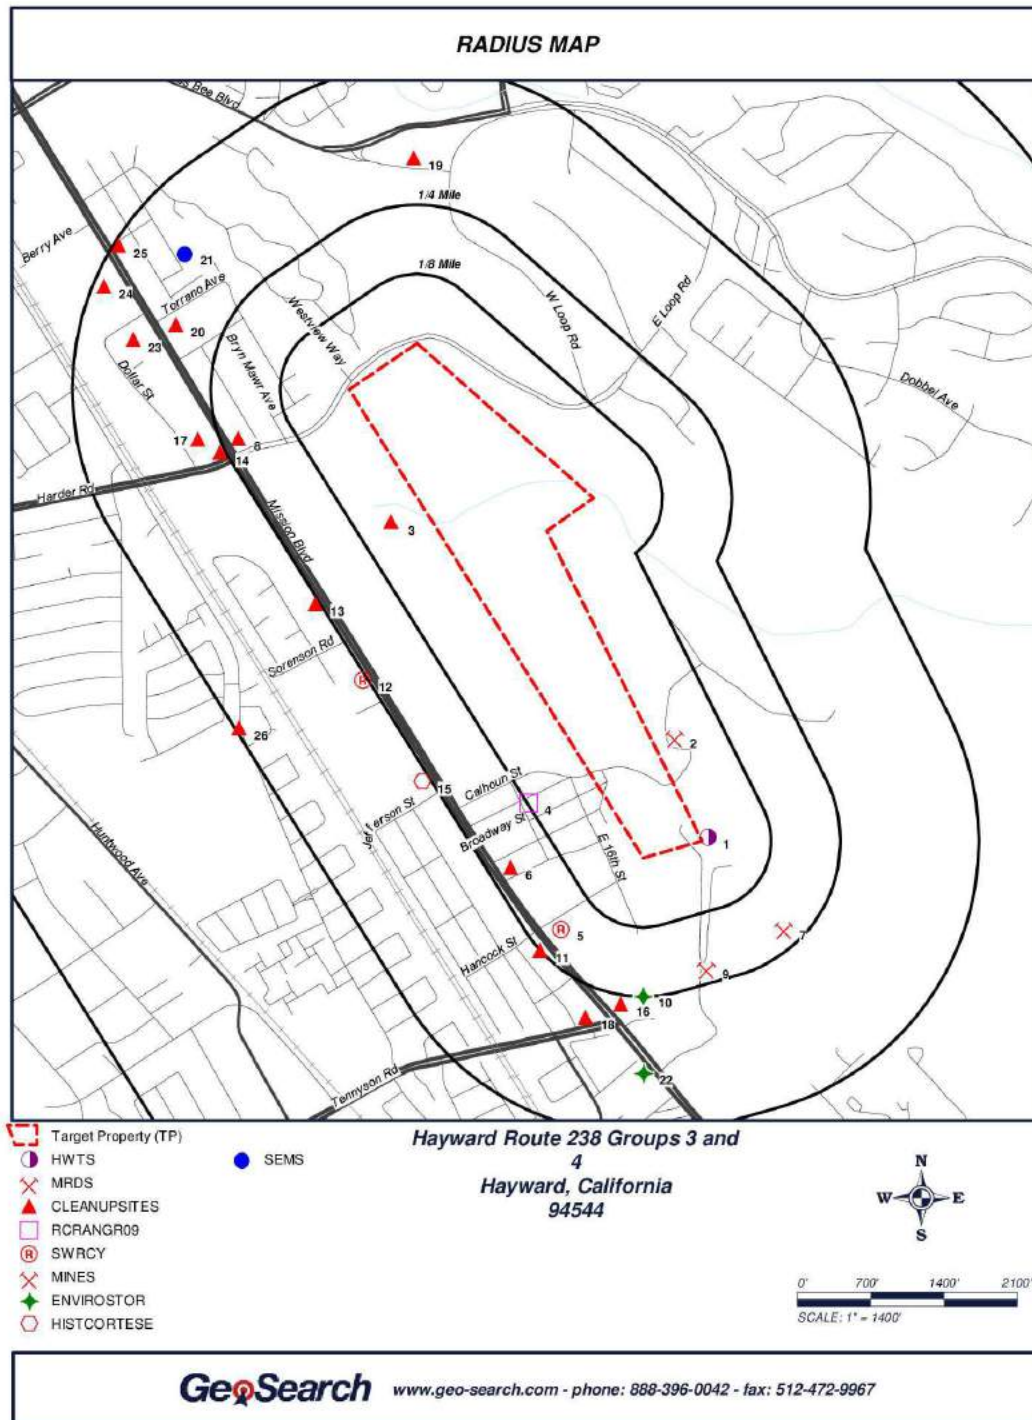 RADIUS MAP
s Bee Blvd
19
1/4 Mile
Berry Ave
25
21
24
Torrano Ave
1/8 Mile
20
23
Westview Way
W Loop Rd
E Loop Rd
Bryn Mawr Ave
Dollar St
Dobbel Ave
17
8
14
Harder Rd
Mission Blvd
3
13
Sorenson Rd
12
26
2
15
Calhoun St
4
Jefferson St
Broadway St
Huntwood Ave
E 16th St
1
6
5
7
Hancock St
11
9
10
16
18
Tennyson Rd
22
Target Property (TP)
HWTS
MRDS
CLEANUPSITES
RCRANGR09
SWRCY
MINES
ENVIROSTOR
HISTCORTESE
SEMS
Hayward Route 238 Groups 3 and
4
Hayward, California
94544
N
W E
S
0' 700' 1400' 2100'
SCALE: 1" = 1400'
GeoSearch www.geo-search.com - phone: 888-396-0042 - fax: 512-472-9967